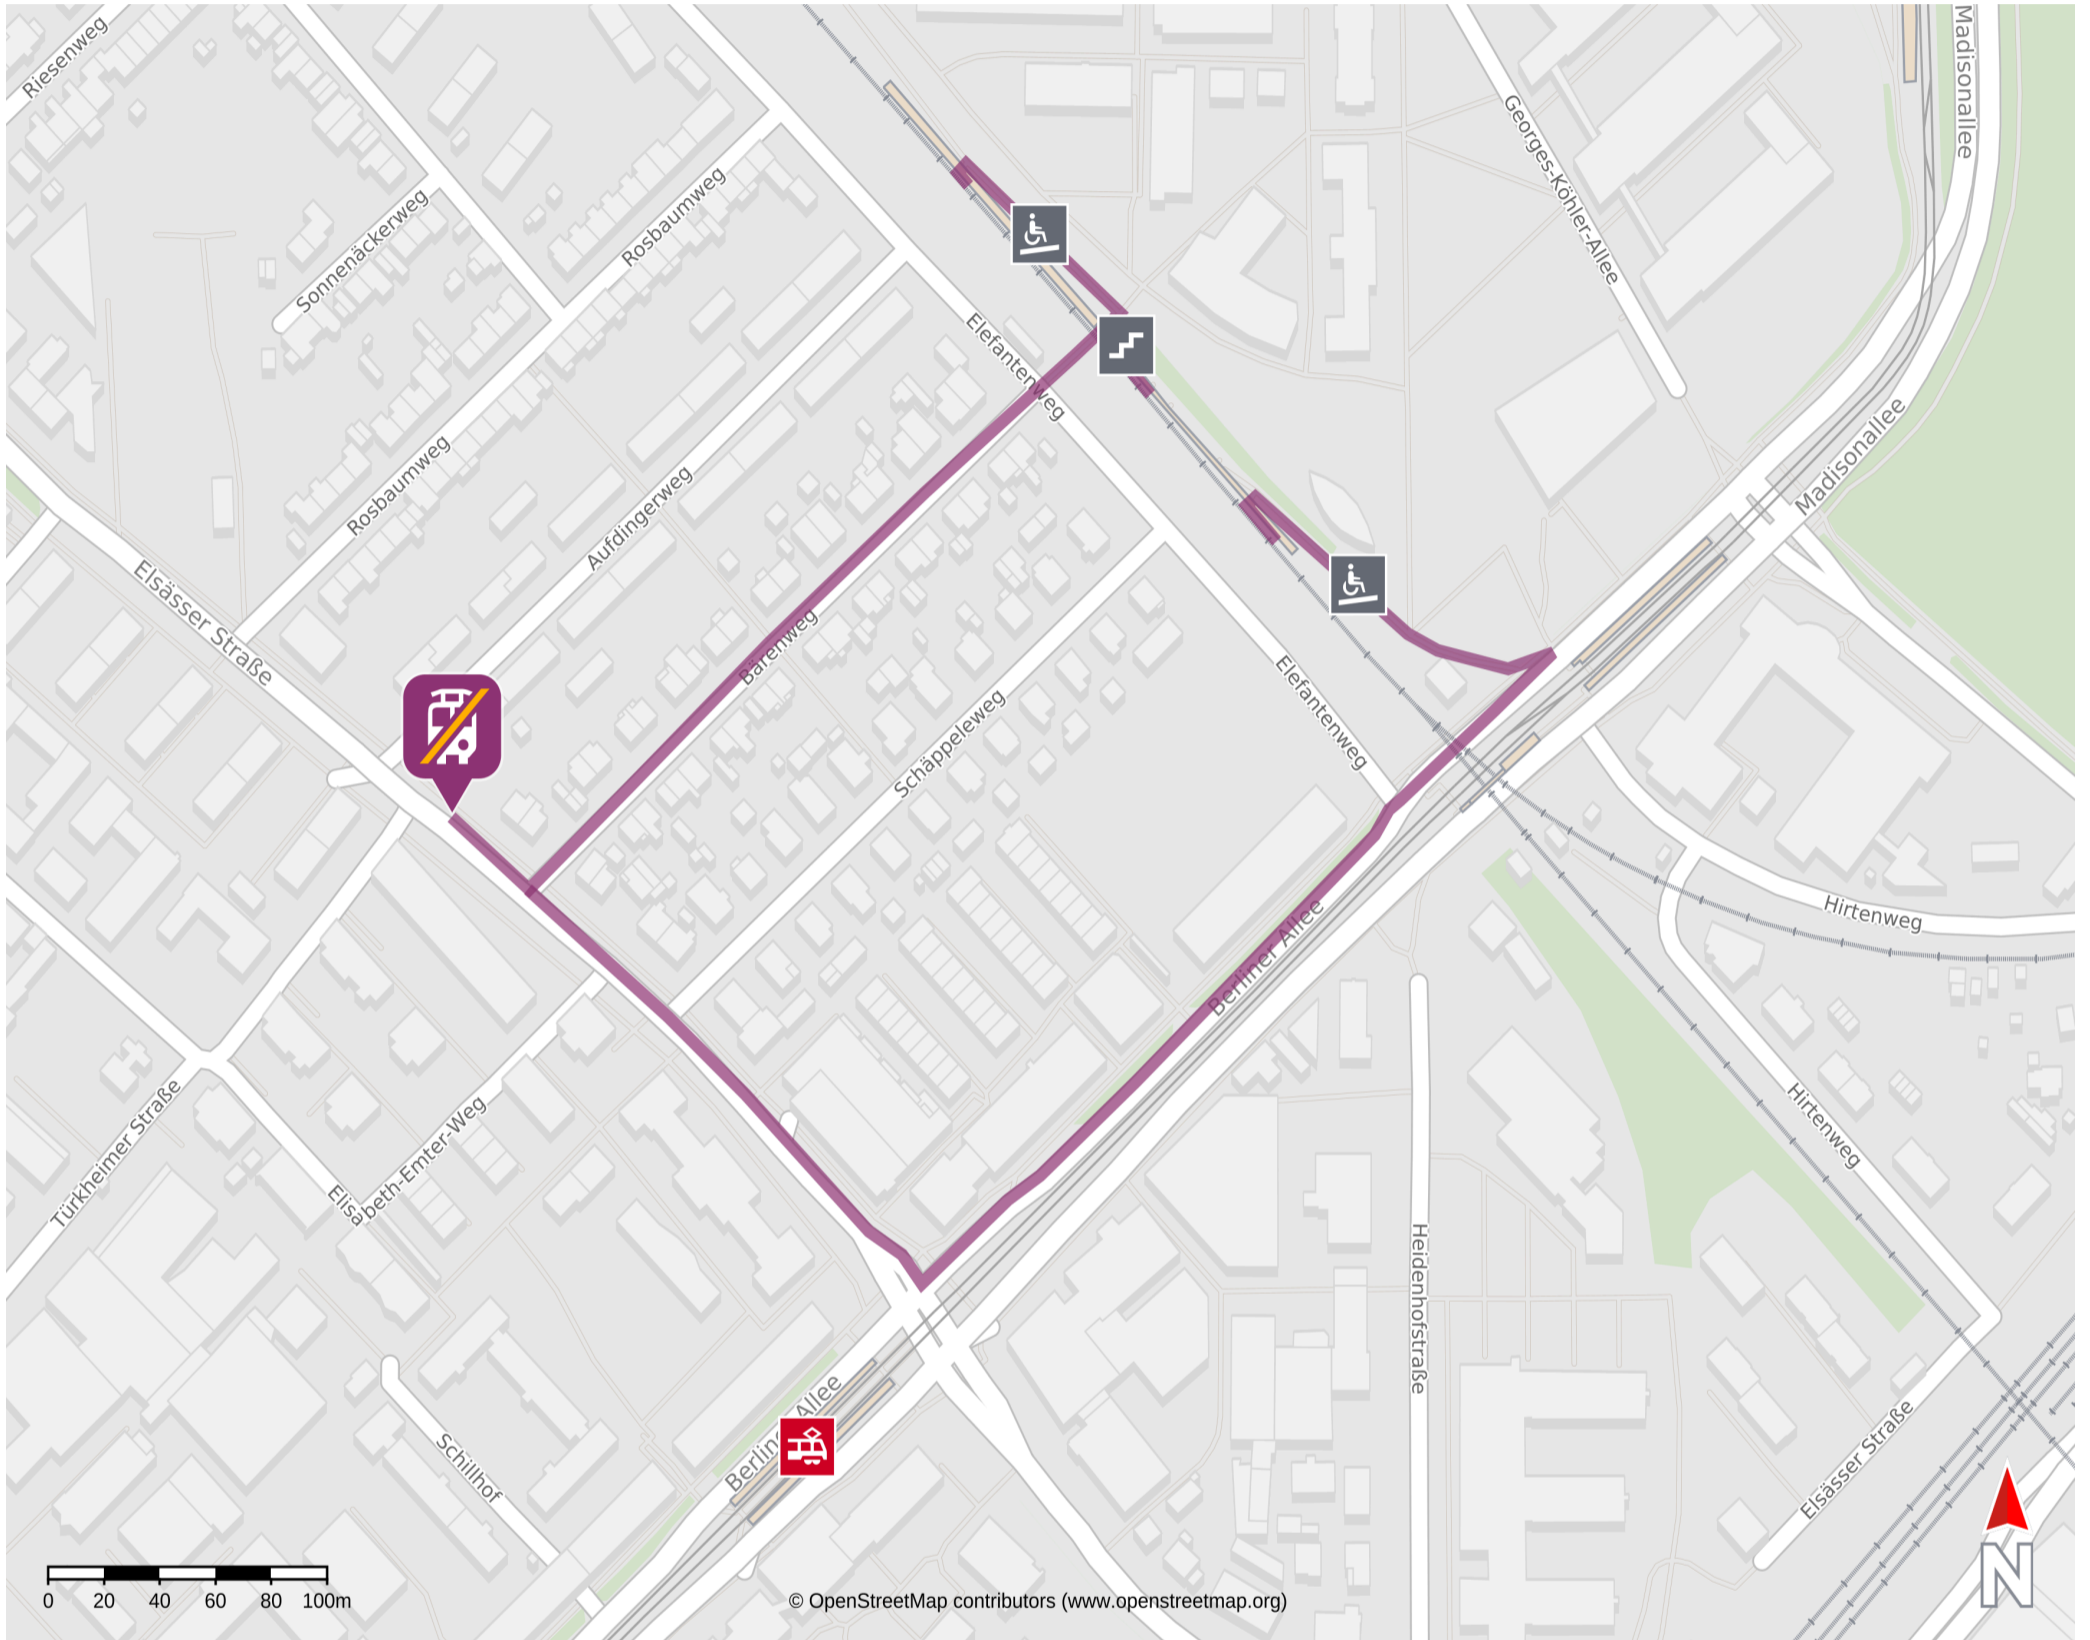 Riesenweg
Madisonallee
Georges-Köhler-Allee
Sonnenäckerweg
Rosbaumweg
Elefantenweg
Rosbaumweg
Madisonallee
Aufdingerweg
Elsässer Straße
Bärenweg
Elefantenweg
Schäppeleweg
Hirtenweg
Berliner Allee
Türkheimer Straße
Elisabeth-Emter-Weg
Hirtenweg
Heidenhofstraße
Berliner Allee
Schillhof
Elsässer Straße
0 20 40 60 80 100m
© OpenStreetMap contributors (www.openstreetmap.org)
N